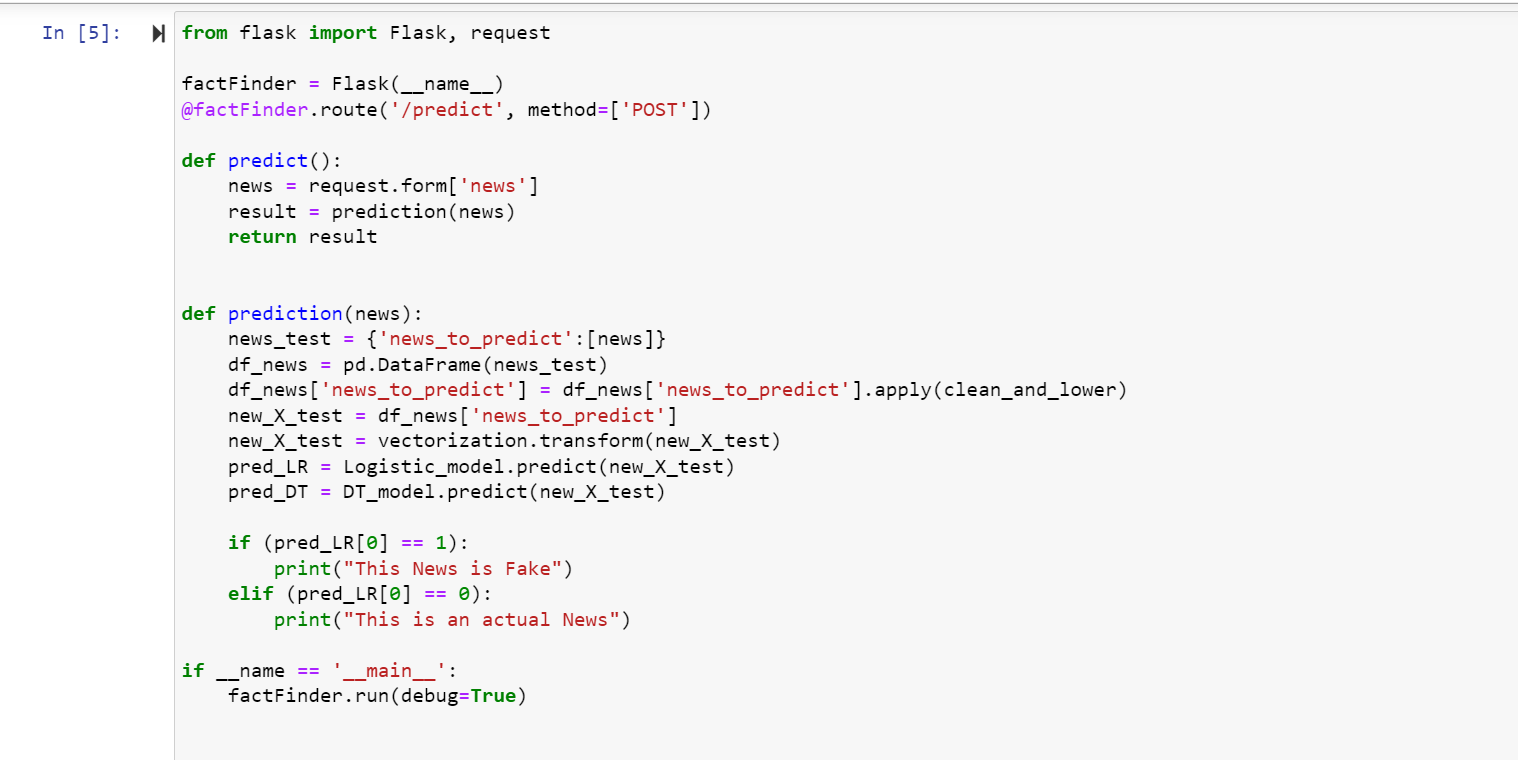 In [5]:
from flask import Flask, request
factFinder = Flask(__name__)
@factFinder.route('/predict', method=['POST'])
def predict():
    news = request.form['news']
    result = prediction(news)
    return result
def prediction(news):
    news_test = {'news_to_predict':[news]}
    df_news = pd.DataFrame(news_test)
    df_news['news_to_predict'] = df_news['news_to_predict'].apply(clean_and_lower)
    new_X_test = df_news['news_to_predict']
    new_X_test = vectorization.transform(new_X_test)
    pred_LR = Logistic_model.predict(new_X_test)
    pred_DT = DT_model.predict(new_X_test)
    if (pred_LR[0] == 1):
        print("This News is Fake")
    elif (pred_LR[0] == 0):
        print("This is an actual News")
if __name == '__main__':
    factFinder.run(debug=True)